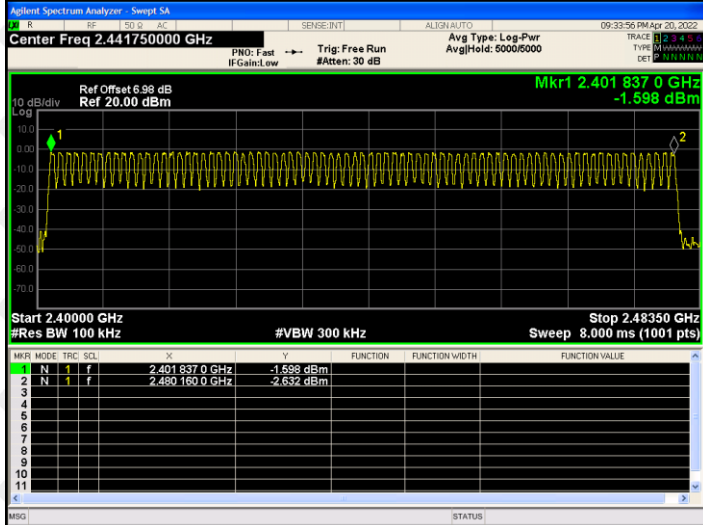 Agilent Spectrum Analyzer - Swept SA
R RF 50 Ω AC SENSE:INT ALIGN AUTO 09:33:56 PM Apr 20, 2022
Center Freq 2.441750000 GHz Avg Type: Log-Pwr TRACE 1 2 3 4 5 6
PNO: Fast Trig: Free Run Avg|Hold: 5000/5000 TYPE M
IFGain:Low #Atten: 30 dB DET P N N N N N
Mkr1 2.401 837 0 GHz
Ref Offset 6.98 dB
10 dB/div Ref 20.00 dBm -1.598 dBm
Log
10.0
1
2
0.00
-10.0
-20.0
-30.0
-40.0
-50.0
-60.0
-70.0
Start 2.40000 GHz Stop 2.48350 GHz
#Res BW 100 kHz #VBW 300 kHz Sweep 8.000 ms (1001 pts)
MKR MODE TRC SCL X Y FUNCTION FUNCTION WIDTH FUNCTION VALUE
1 N 1 f 2.401 837 0 GHz -1.598 dBm
2 N 1 f 2.480 160 0 GHz -2.632 dBm
3
4
5
6
7
8
9
10
11
MSG STATUS